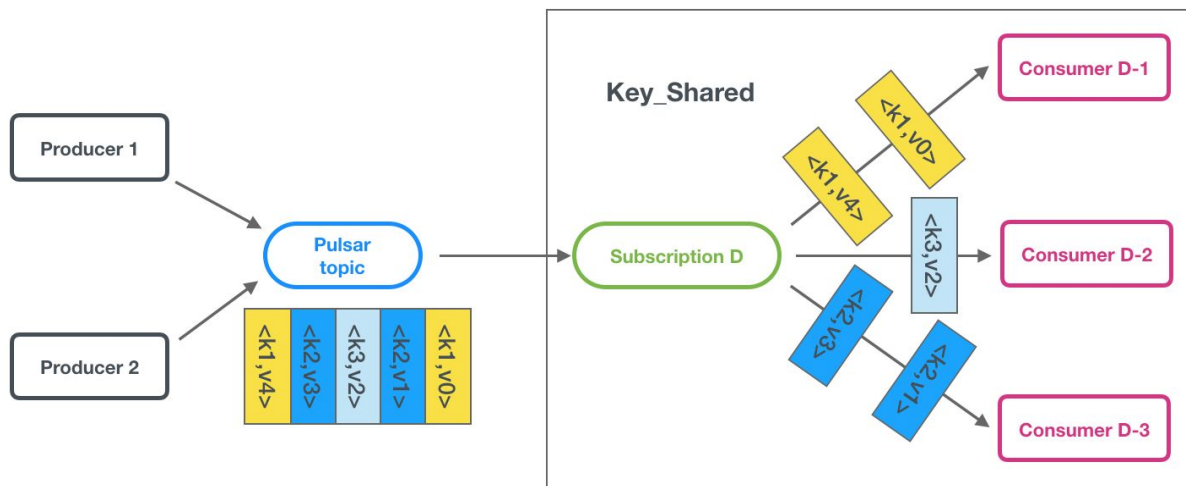 Key_Shared
Producer 1
Producer 2
Pulsar
topic
<k1,v4>
<k2,v3>
<k3,v2>
<k2,v1>
<k1,v0>
Subscription D
<k1,v4>
<k1,v0>
<k3,v2>
<k2,v3>
<k2,v1>
Consumer D-1
Consumer D-2
Consumer D-3